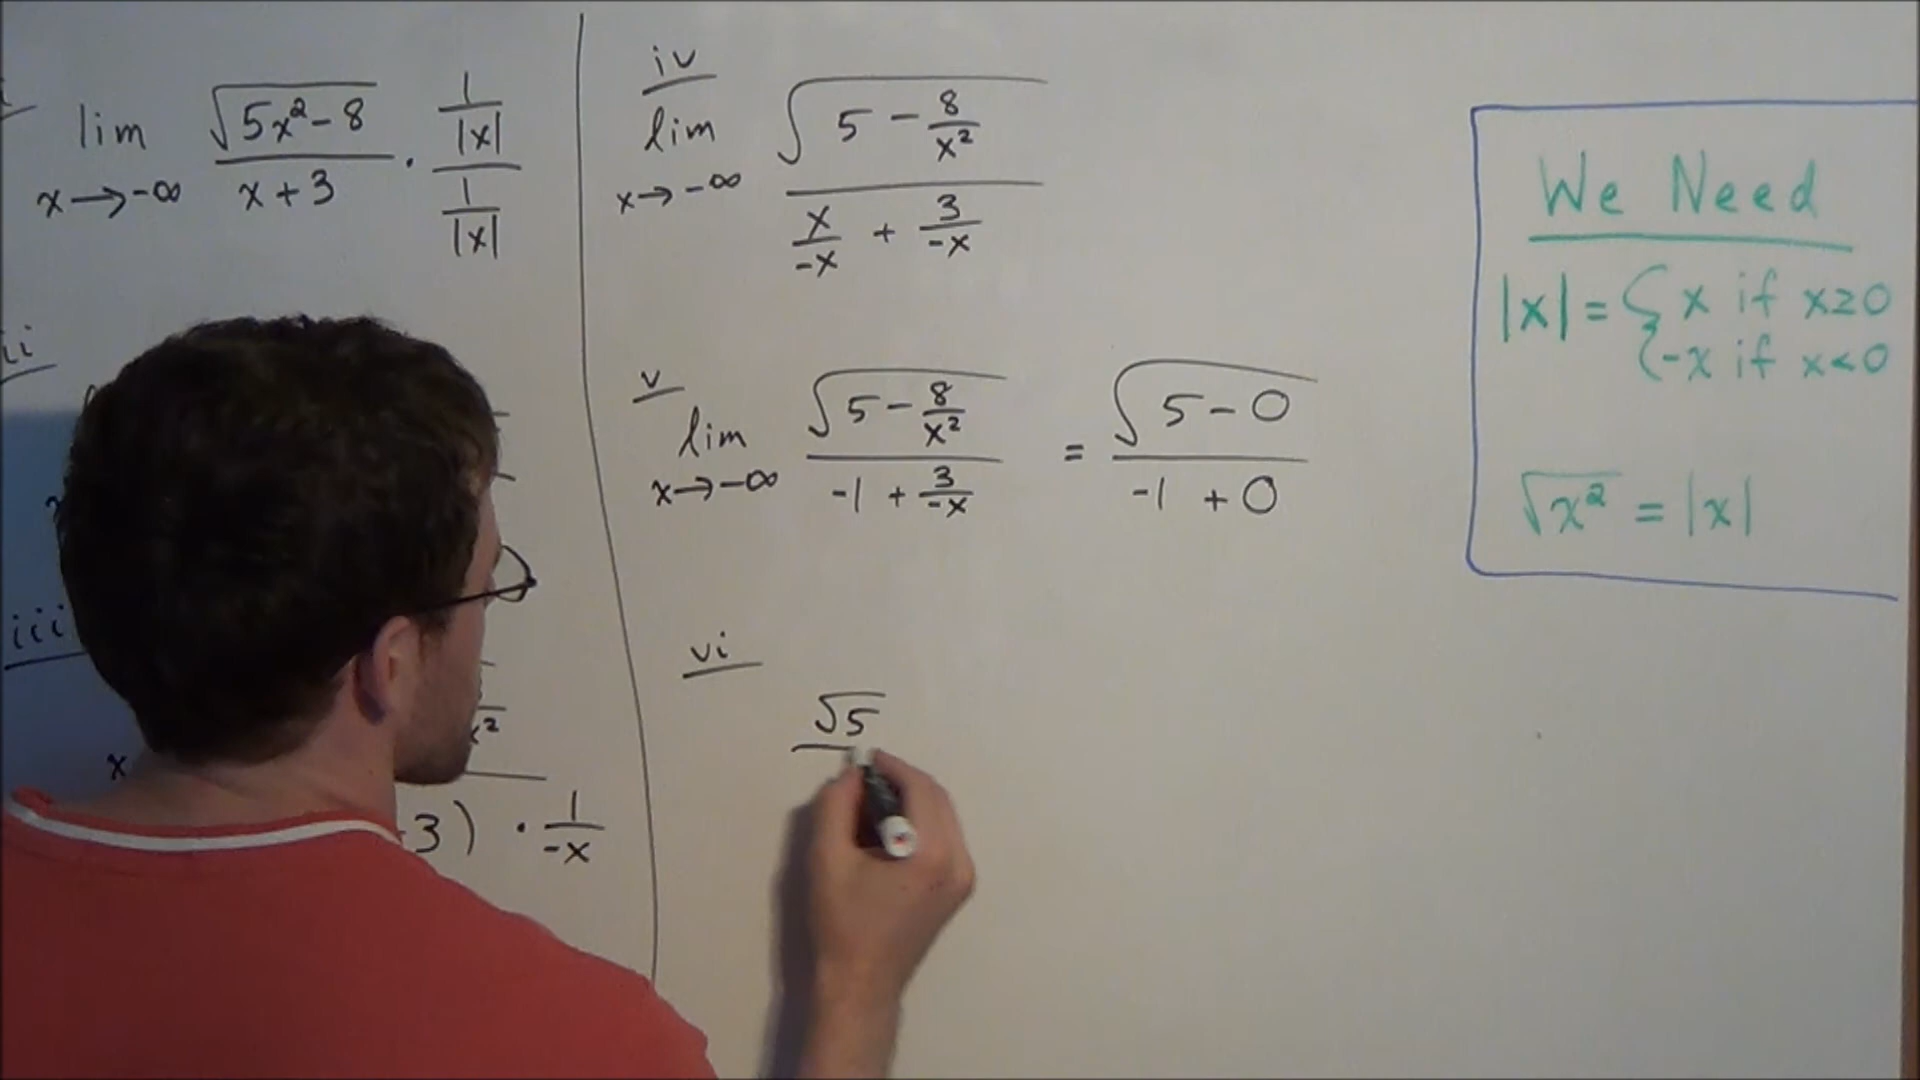 i
lim x→-∞ √(5x²-8) / (x+3) · (1/|x|) / (1/|x|)
ii
iii
x
x²
3) · 1/-x
iv
lim x→-∞ √(5 - 8/x²) / (x/-x + 3/-x)
v
lim x→-∞ √(5 - 8/x²) / (-1 + 3/-x) = √(5-0) / (-1+0)
vi
√5
We Need
|x| = { x if x≥0
{ -x if x<0
√x² = |x|